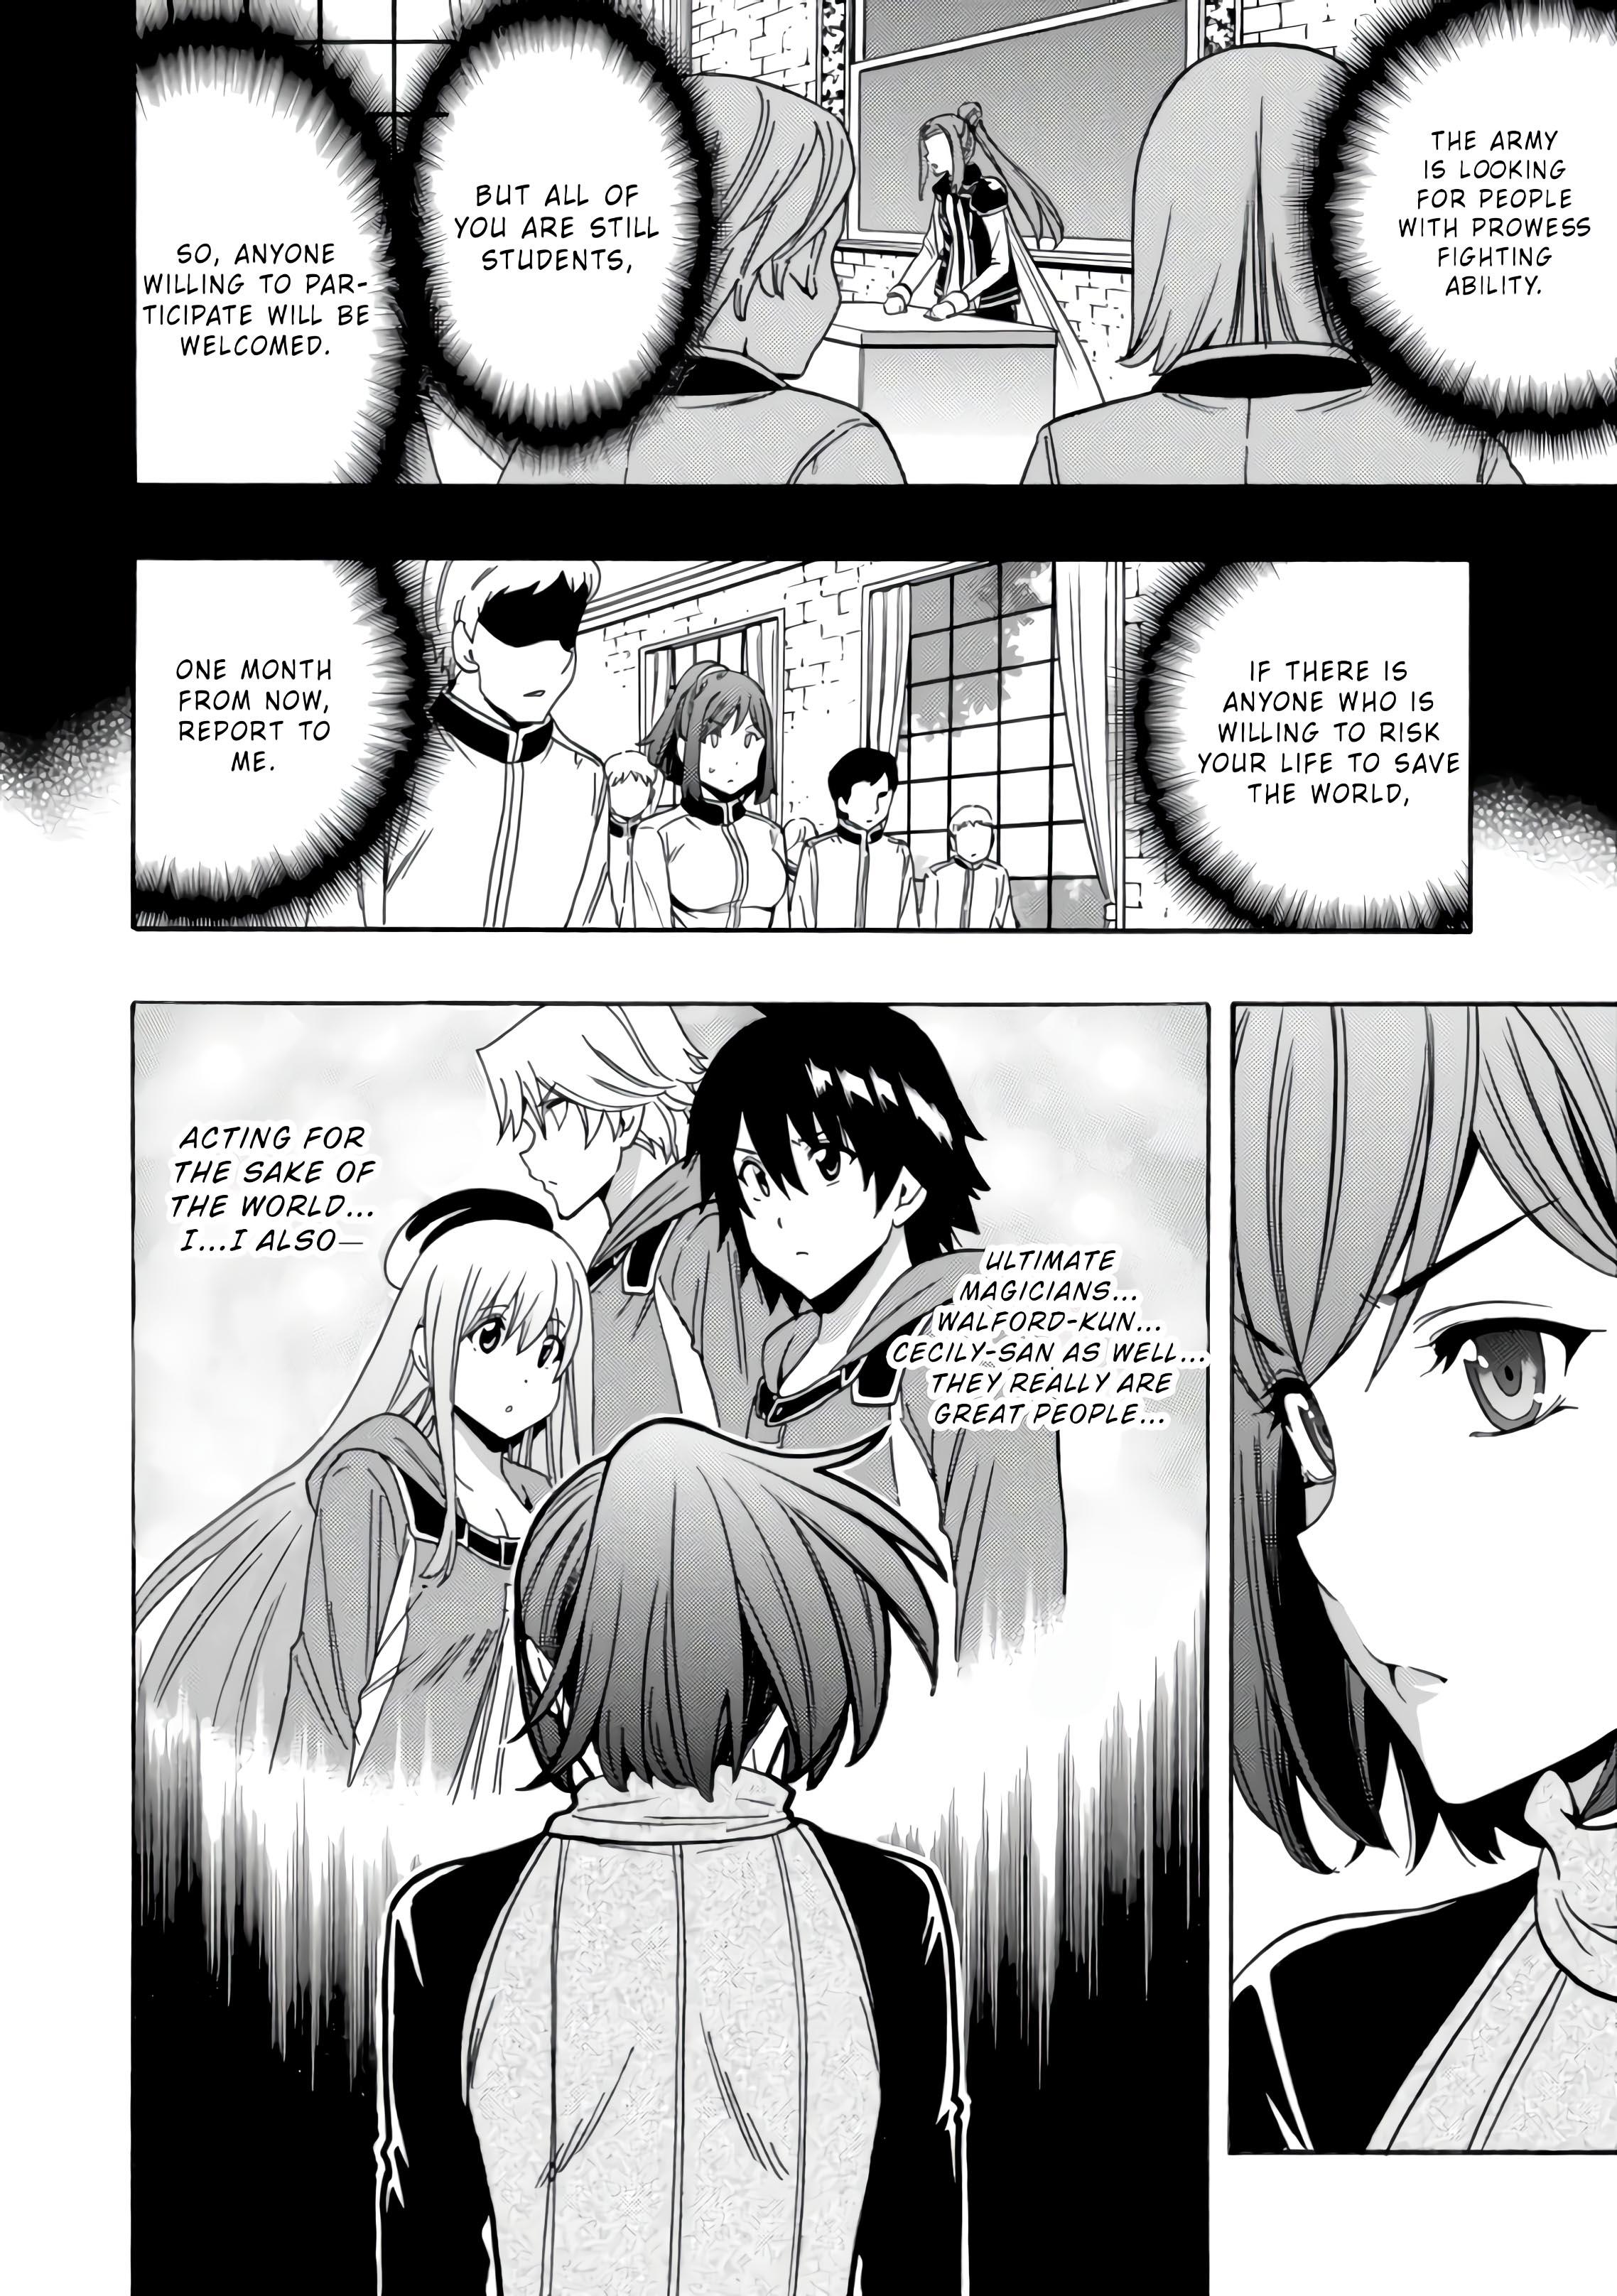 THE ARMY
IS LOOKING
FOR PEOPLE
WITH PROWESS
FIGHTING
ABILITY.
BUT ALL OF
YOU ARE STILL
STUDENTS,
SO, ANYONE
WILLING TO PAR-
TICIPATE WILL BE
WELCOMED.
IF THERE IS
ANYONE WHO IS
WILLING TO RISK
YOUR LIFE TO SAVE
THE WORLD,
ONE MONTH
FROM NOW,
REPORT TO
ME.
ULTIMATE
MAGICIANS...
WALFORD-KUN...
CECILY-SAN AS WELL...
THEY REALLY ARE
GREAT PEOPLE...
ACTING FOR
THE SAKE OF
THE WORLD...
I...I ALSO—